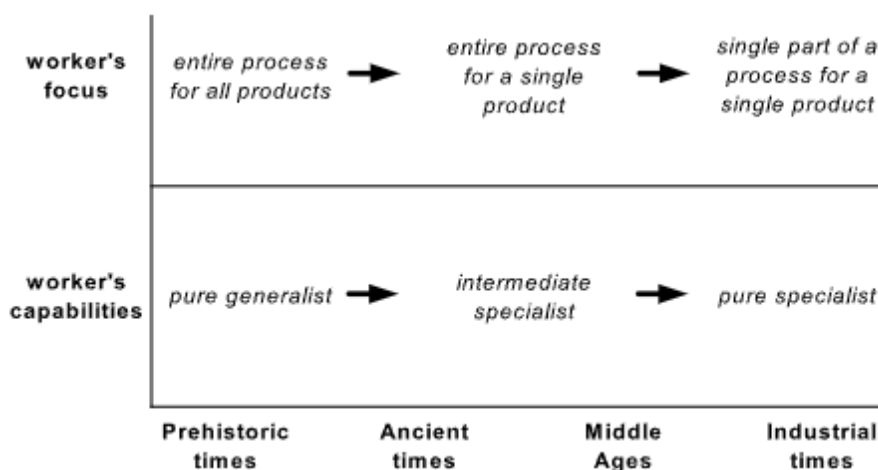 worker's
focus
entire process
for all products
entire process
for a single
product
single part of a
process for a
single product
worker's
capabilities
pure generalist
intermediate
specialist
pure specialist
Prehistoric
times
Ancient
times
Middle
Ages
Industrial
times